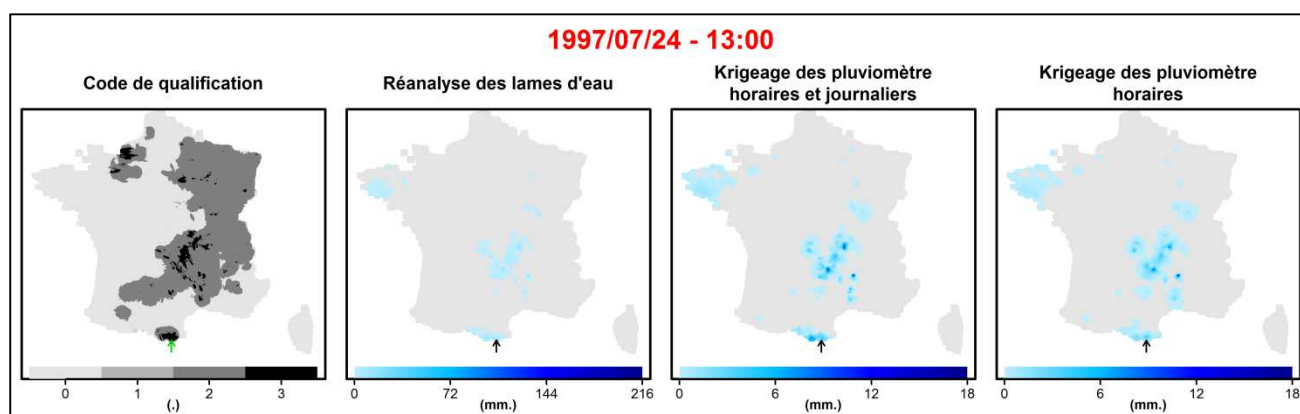 1997/07/24 - 13:00
Code de qualification
Réanalyse des lames d'eau
Krigeage des pluviomètre
horaires et journaliers
Krigeage des pluviomètre
horaires
0 1 2 3
(.)
0 72 144 216
(mm.)
0 6 12 18
(mm.)
0 6 12 18
(mm.)